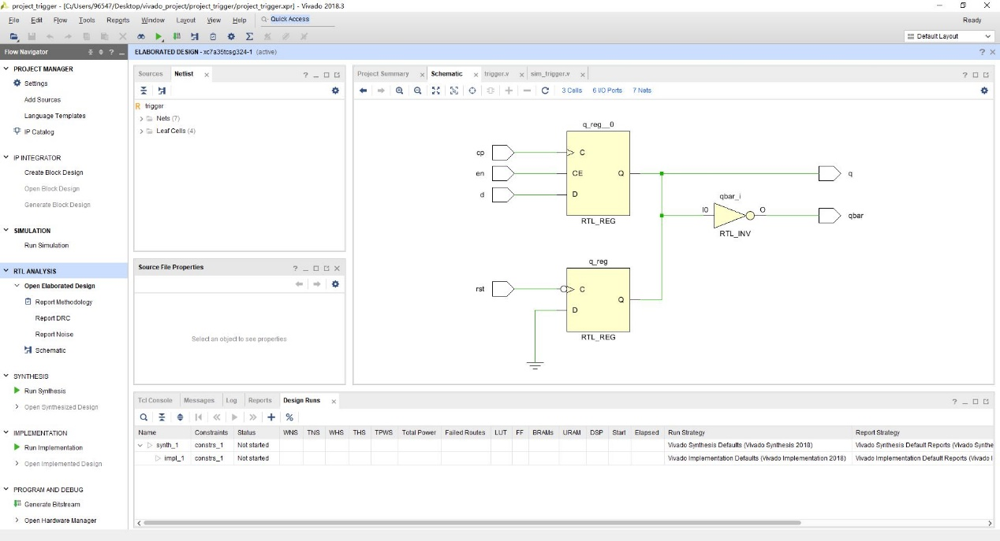 project_trigger - [C:/Users/96547/Desktop/vivado_project/project_trigger/project_trigger.xpr] - Vivado 2018.3
File Edit Flow Tools Reports Window Layout View Help Quick Access Ready
Default Layout
Flow Navigator
ELABORATED DESIGN - xc7a35tcsg324-1 (active)
PROJECT MANAGER
Settings
Add Sources
Language Templates
IP Catalog
IP INTEGRATOR
Create Block Design
Open Block Design
Generate Block Design
SIMULATION
Run Simulation
RTL ANALYSIS
Open Elaborated Design
Report Methodology
Report DRC
Report Noise
Schematic
SYNTHESIS
Run Synthesis
Open Synthesized Design
IMPLEMENTATION
Run Implementation
Open Implemented Design
PROGRAM AND DEBUG
Generate Bitstream
Open Hardware Manager
Sources Netlist
R trigger
Nets (7)
Leaf Cells (4)
Source File Properties
Select an object to see properties
Project Summary Schematic trigger.v sim_trigger.v
3 Cells 6 I/O Ports 7 Nets
q_reg__0
cp C
en CE Q q
d D
RTL_REG
qbar_i
I0 O qbar
RTL_INV
q_reg
rst C
Q
D
RTL_REG
Tcl Console Messages Log Reports Design Runs
Name Constraints Status WNS TNS WHS THS TPWS Total Power Failed Routes LUT FF BRAMs URAM DSP Start Elapsed Run Strategy Report Strategy
synth_1 constrs_1 Not started Vivado Synthesis Defaults (Vivado Synthesis 2018) Vivado Synthesis Default Reports (Vivado Synthe
impl_1 constrs_1 Not started Vivado Implementation Defaults (Vivado Implementation 2018) Vivado Implementation Default Reports (Vivado I